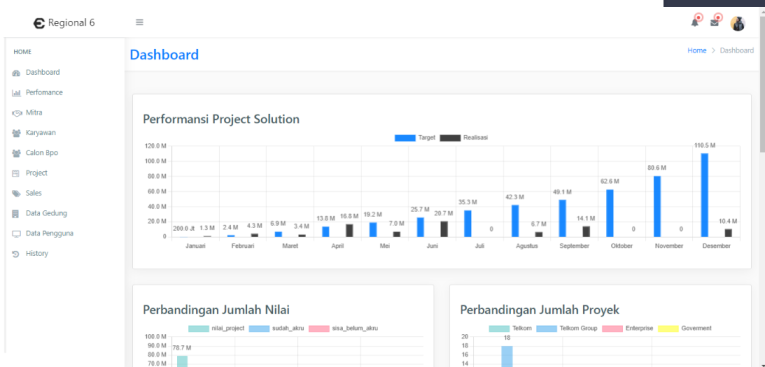 Regional 6
HOME
Dashboard
Perfomance
Mitra
Karyawan
Calon Bpo
Project
Sales
Data Gedung
Data Pengguna
History
Dashboard
Home > Dashboard
Performansi Project Solution
Target Realisasi
120.0 M
100.0 M
80.0 M
60.0 M
40.0 M
20.0 M
0
200.0 Jt 1.3 M 2.4 M 4.3 M 6.9 M 3.4 M 13.8 M 16.8 M 19.2 M 7.0 M 25.7 M 20.7 M 35.3 M 0 42.3 M 6.7 M 49.1 M 14.1 M 62.6 M 0 80.6 M 0 110.5 M 10.4 M
Januari Februari Maret April Mei Juni Juli Agustus September Oktober November Desember
Perbandingan Jumlah Nilai
nilai_project sudah_akru sisa_belum_akru
100.0 M
90.0 M
80.0 M
70.0 M
78.7 M
Perbandingan Jumlah Proyek
Telkom Telkom Group Enterprise Goverment
20
18
16
14
18